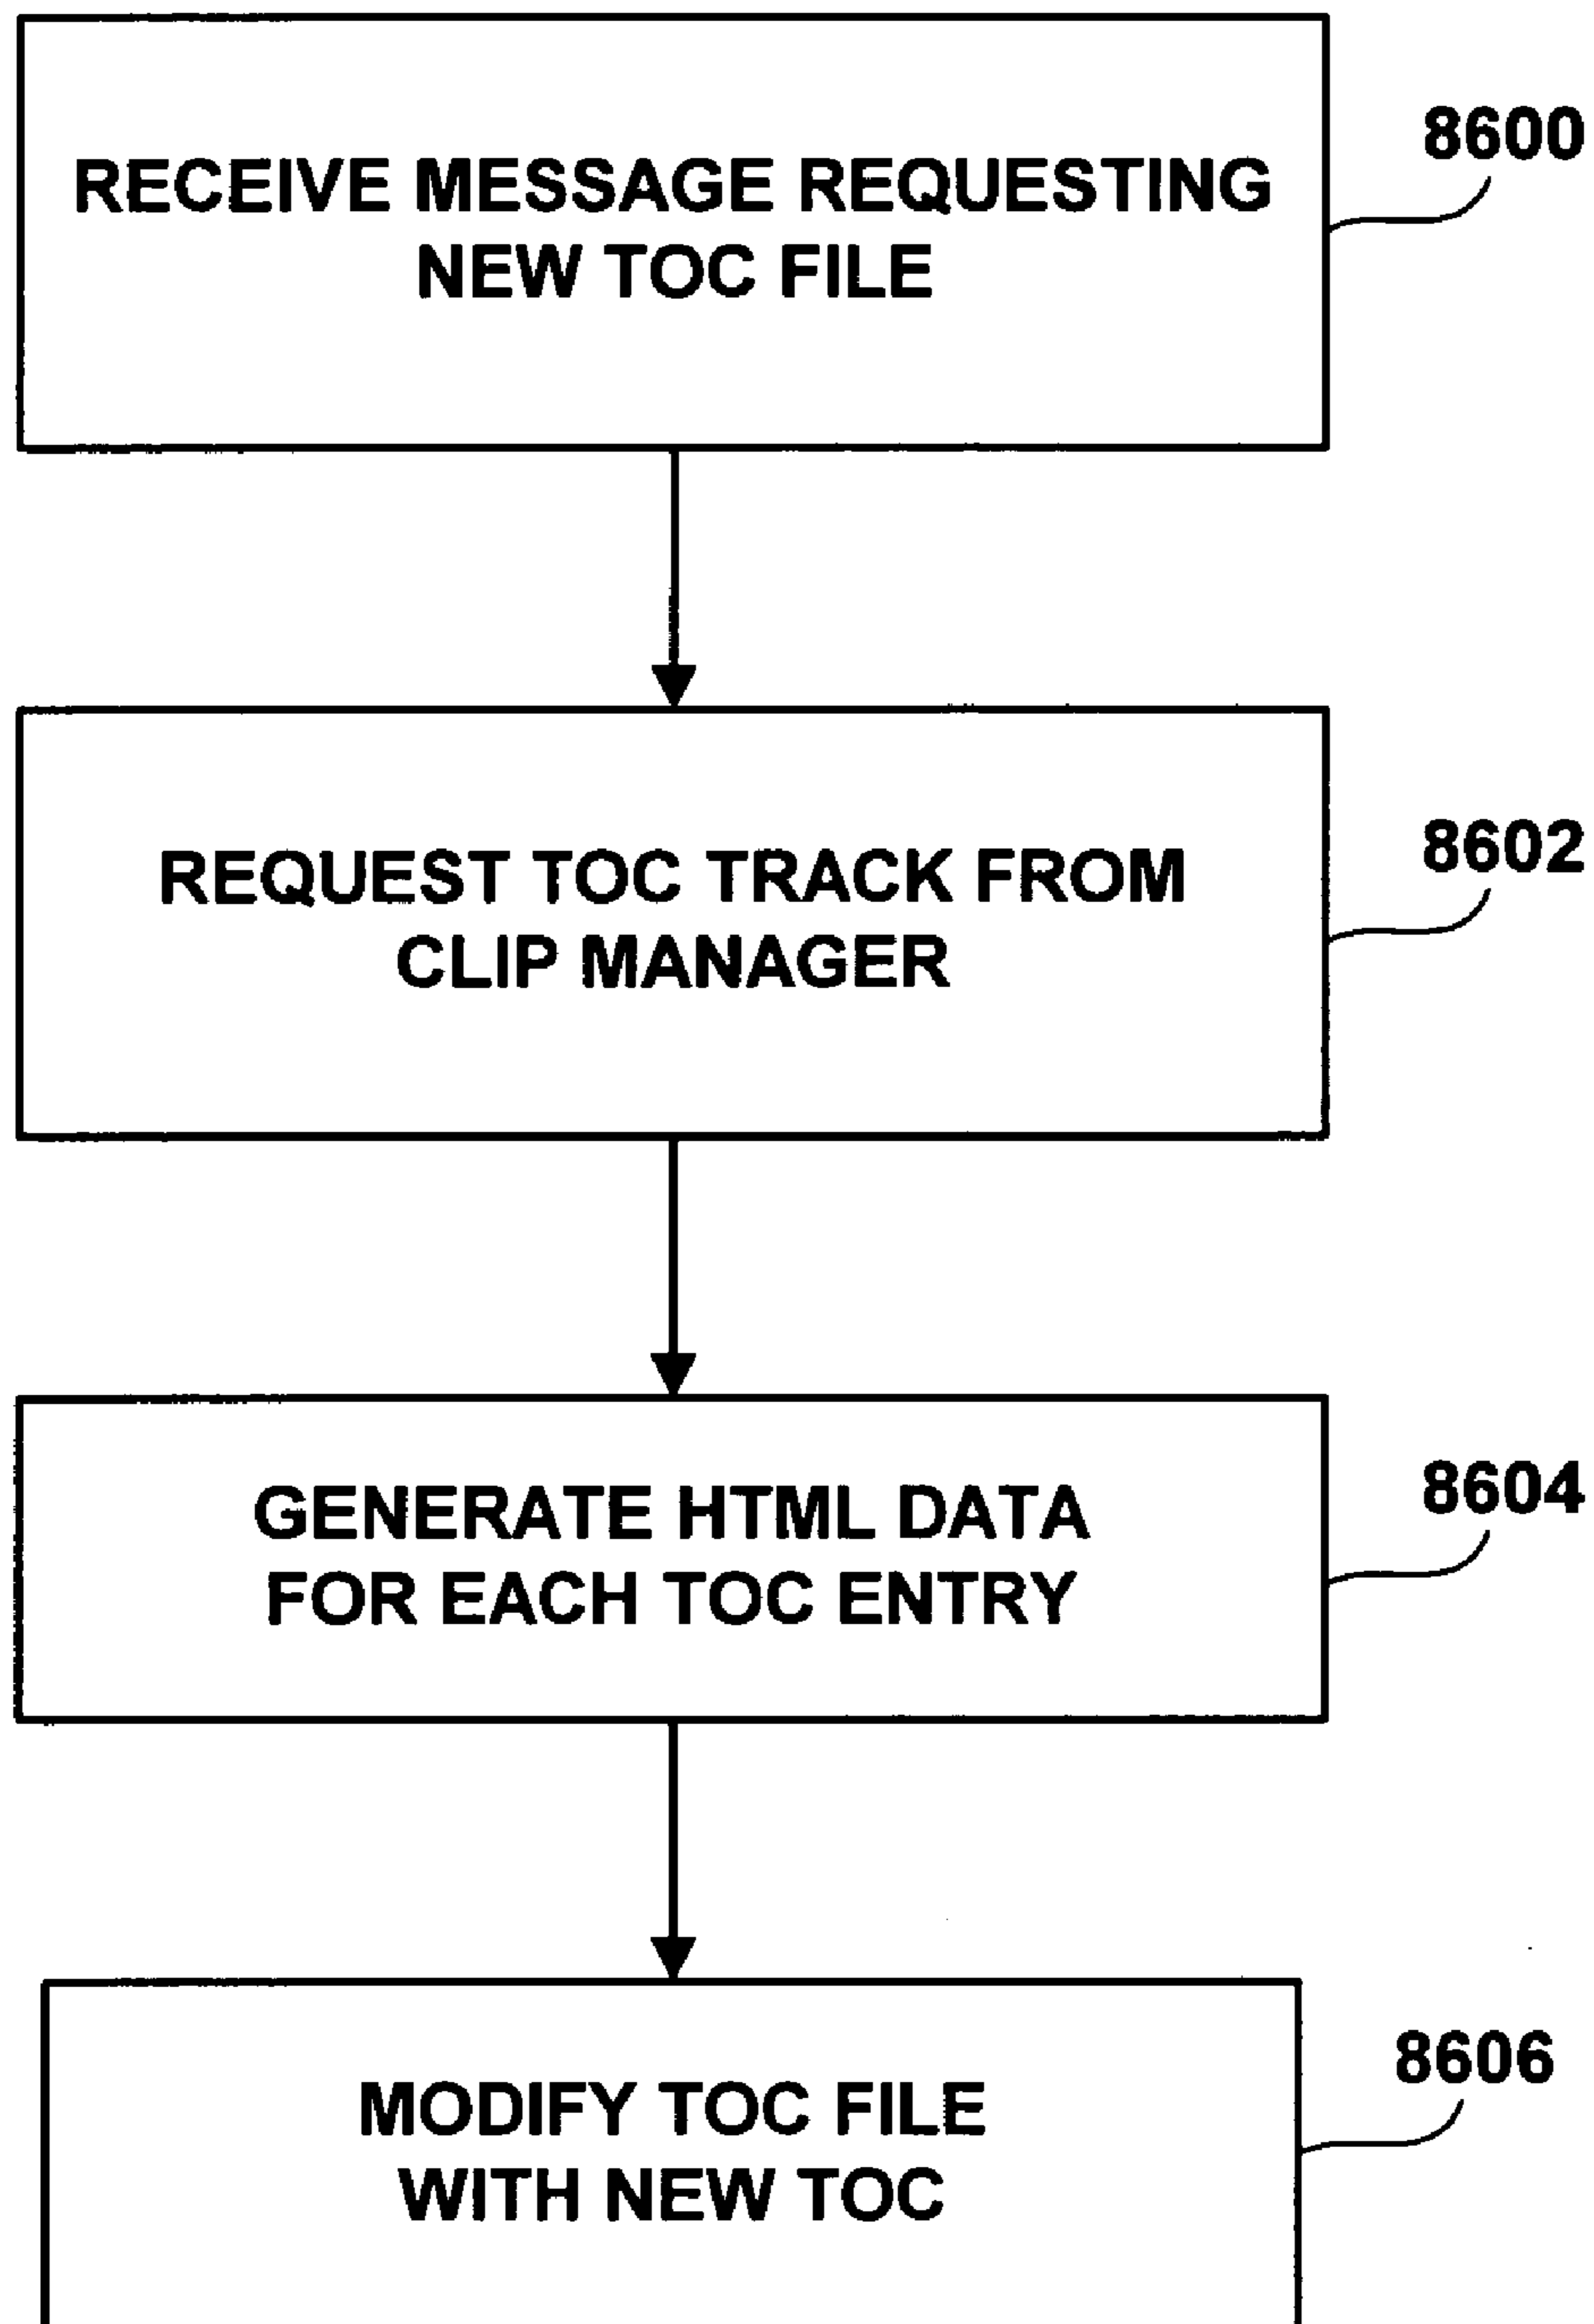 RECEIVE MESSAGE REQUESTING
NEW TOC FILE
8600
REQUEST TOC TRACK FROM
CLIP MANAGER
8602
GENERATE HTML DATA
FOR EACH TOC ENTRY
8604
MODIFY TOC FILE
WITH NEW TOC
8606